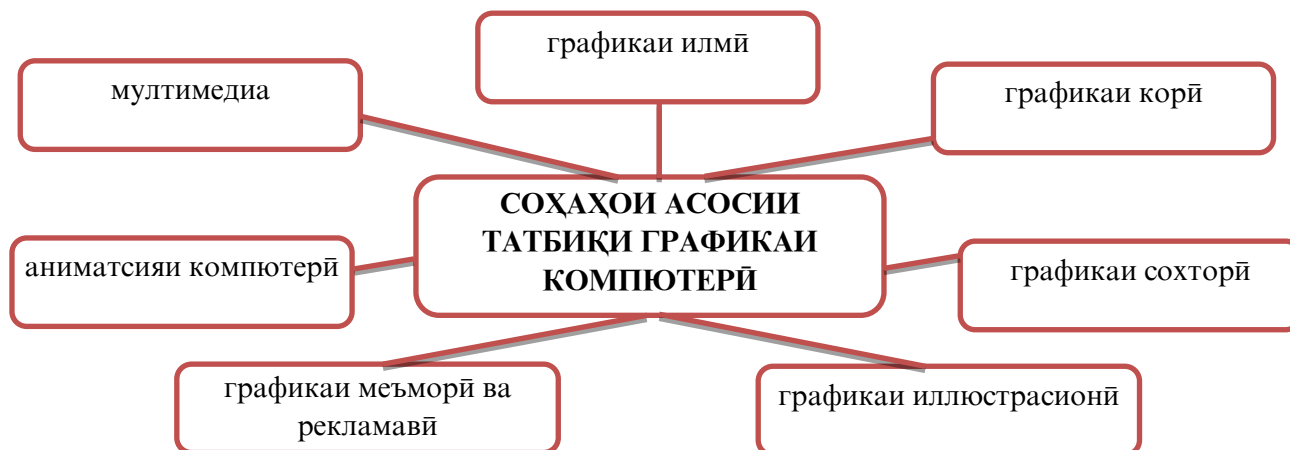 графикаи илмӣ
мултимедиа
графикаи корӣ
СОҲАҲОИ АСОСИИ
ТАТБИҚИ ГРАФИКАИ
КОМПЮТЕРӢ
аниматсияи компютерӣ
графикаи сохторӣ
графикаи меъморӣ ва
рекламавӣ
графикаи иллюстрасионӣ